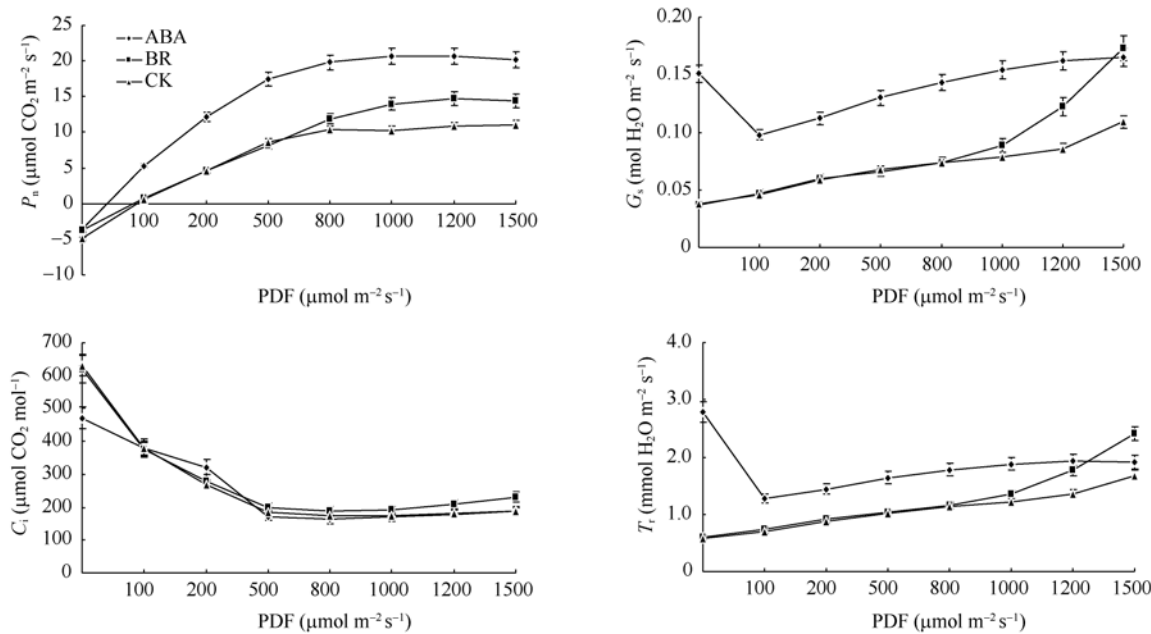 25
20
15
10
5
0
−5
−10
P_n (μmol CO₂ m⁻² s⁻¹)
ABA
BR
CK
100 200 500 800 1000 1200 1500
PDF (μmol m⁻² s⁻¹)
0.20
0.15
0.10
0.05
0
G_s (mol H₂O m⁻² s⁻¹)
100 200 500 800 1000 1200 1500
PDF (μmol m⁻² s⁻¹)
700
600
500
400
300
200
100
0
C_i (μmol CO₂ mol⁻¹)
100 200 500 800 1000 1200 1500
PDF (μmol m⁻² s⁻¹)
4.0
3.0
2.0
1.0
0
T_r (mmol H₂O m⁻² s⁻¹)
100 200 500 800 1000 1200 1500
PDF (μmol m⁻² s⁻¹)